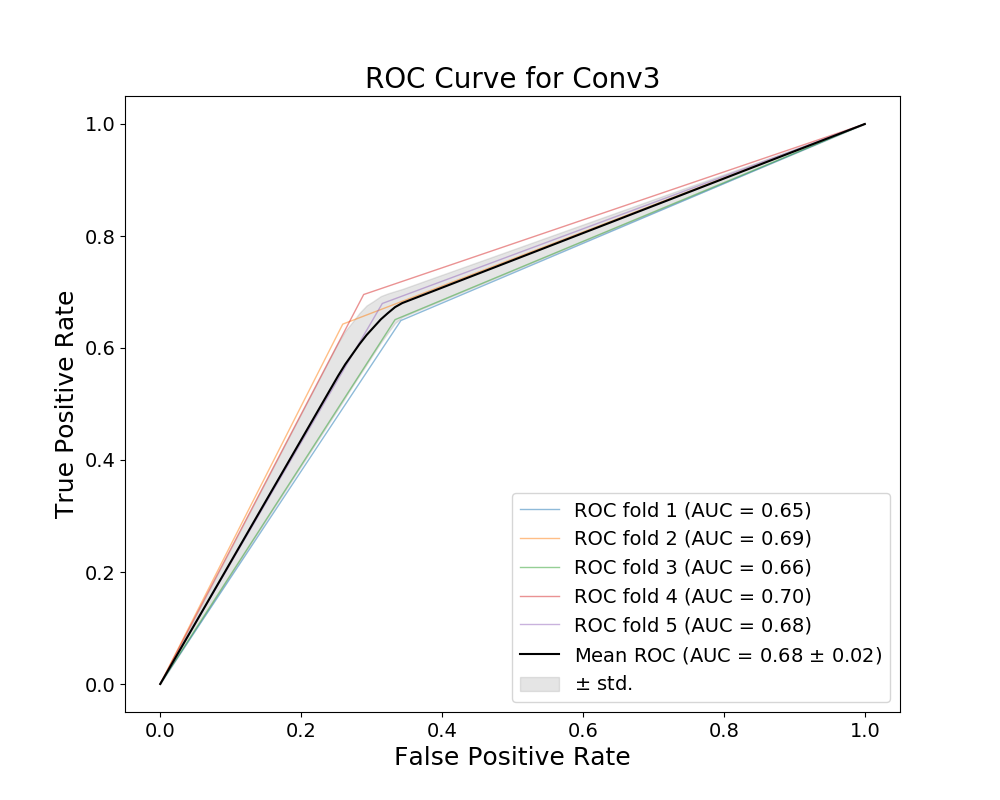 ROC Curve for Conv3
True Positive Rate
1.0
0.8
0.6
0.4
0.2
0.0
ROC fold 1 (AUC = 0.65)
ROC fold 2 (AUC = 0.69)
ROC fold 3 (AUC = 0.66)
ROC fold 4 (AUC = 0.70)
ROC fold 5 (AUC = 0.68)
Mean ROC (AUC = 0.68 ± 0.02)
± std.
0.0 0.2 0.4 0.6 0.8 1.0
False Positive Rate